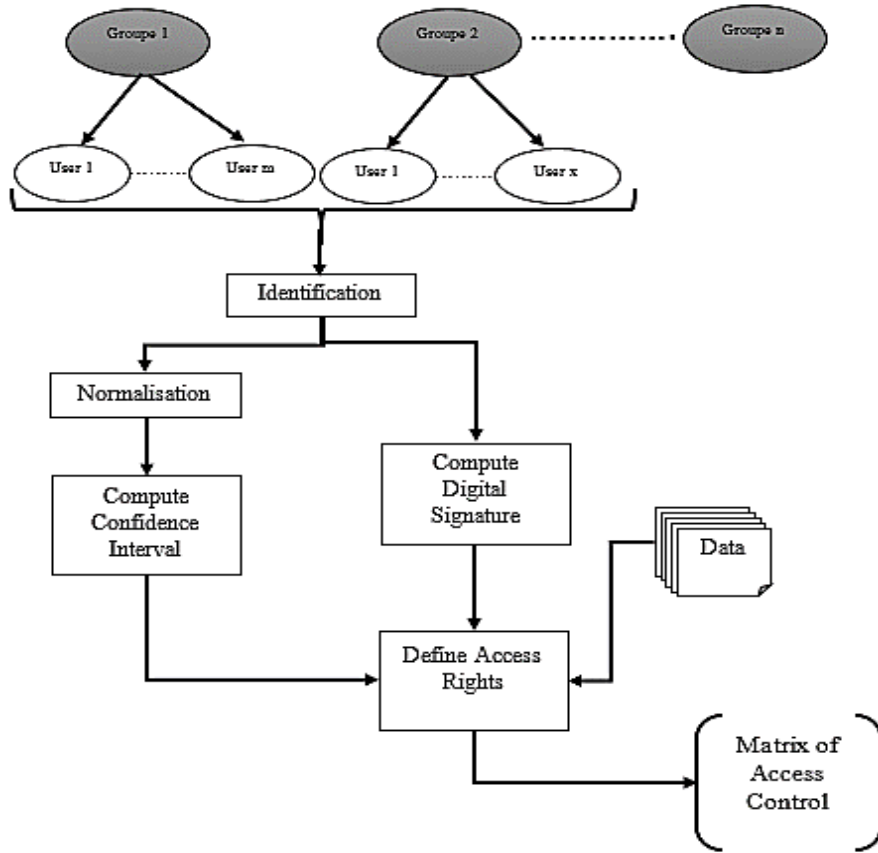 Groupe 1
Groupe 2
Groupe n
User 1
User m
User 1
User x
Identification
Normalisation
Compute
Confidence
Interval
Compute
Digital
Signature
Data
Define Access
Rights
Matrix of
Access
Control